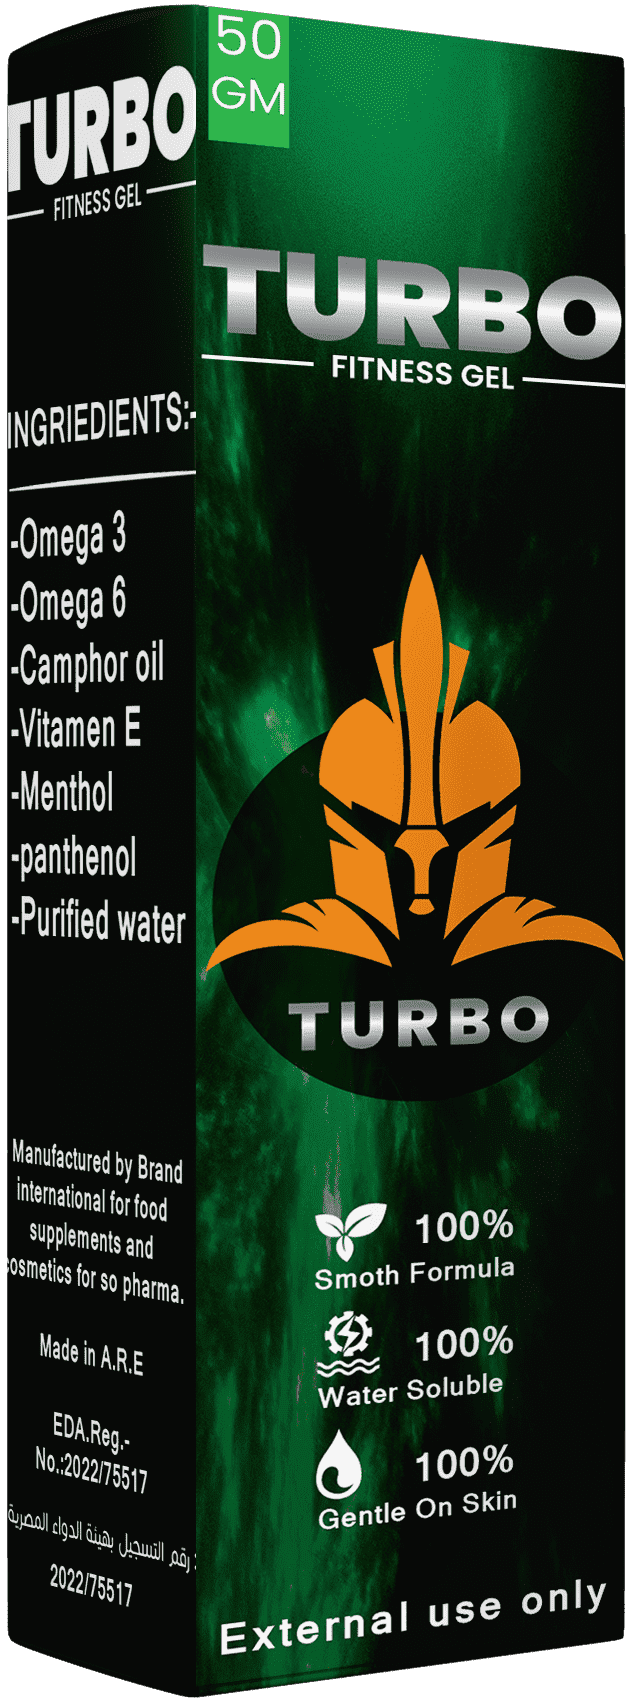 TURBO
FITNESS GEL
INGRIEDIENTS:-
-Omega 3
-Omega 6
-Camphor oil
-Vitamen E
-Menthol
-panthenol
-Purified water
Manufactured by Brand
international for food
supplements and
cosmetics for so pharma.
Made in A.R.E
EDA.Reg.-
No.:2022/75517
رقم التسجيل بهيئة الدواء المصرية :
2022/75517
50
GM
TURBO
FITNESS GEL
TURBO
100%
Smoth Formula
100%
Water Soluble
100%
Gentle On Skin
External use only